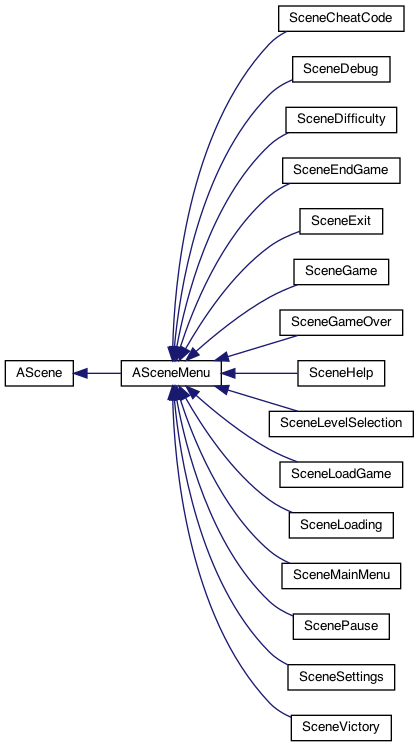 SceneCheatCode
SceneDebug
SceneDifficulty
SceneEndGame
SceneExit
SceneGame
SceneGameOver
AScene
ASceneMenu
SceneHelp
SceneLevelSelection
SceneLoadGame
SceneLoading
SceneMainMenu
ScenePause
SceneSettings
SceneVictory